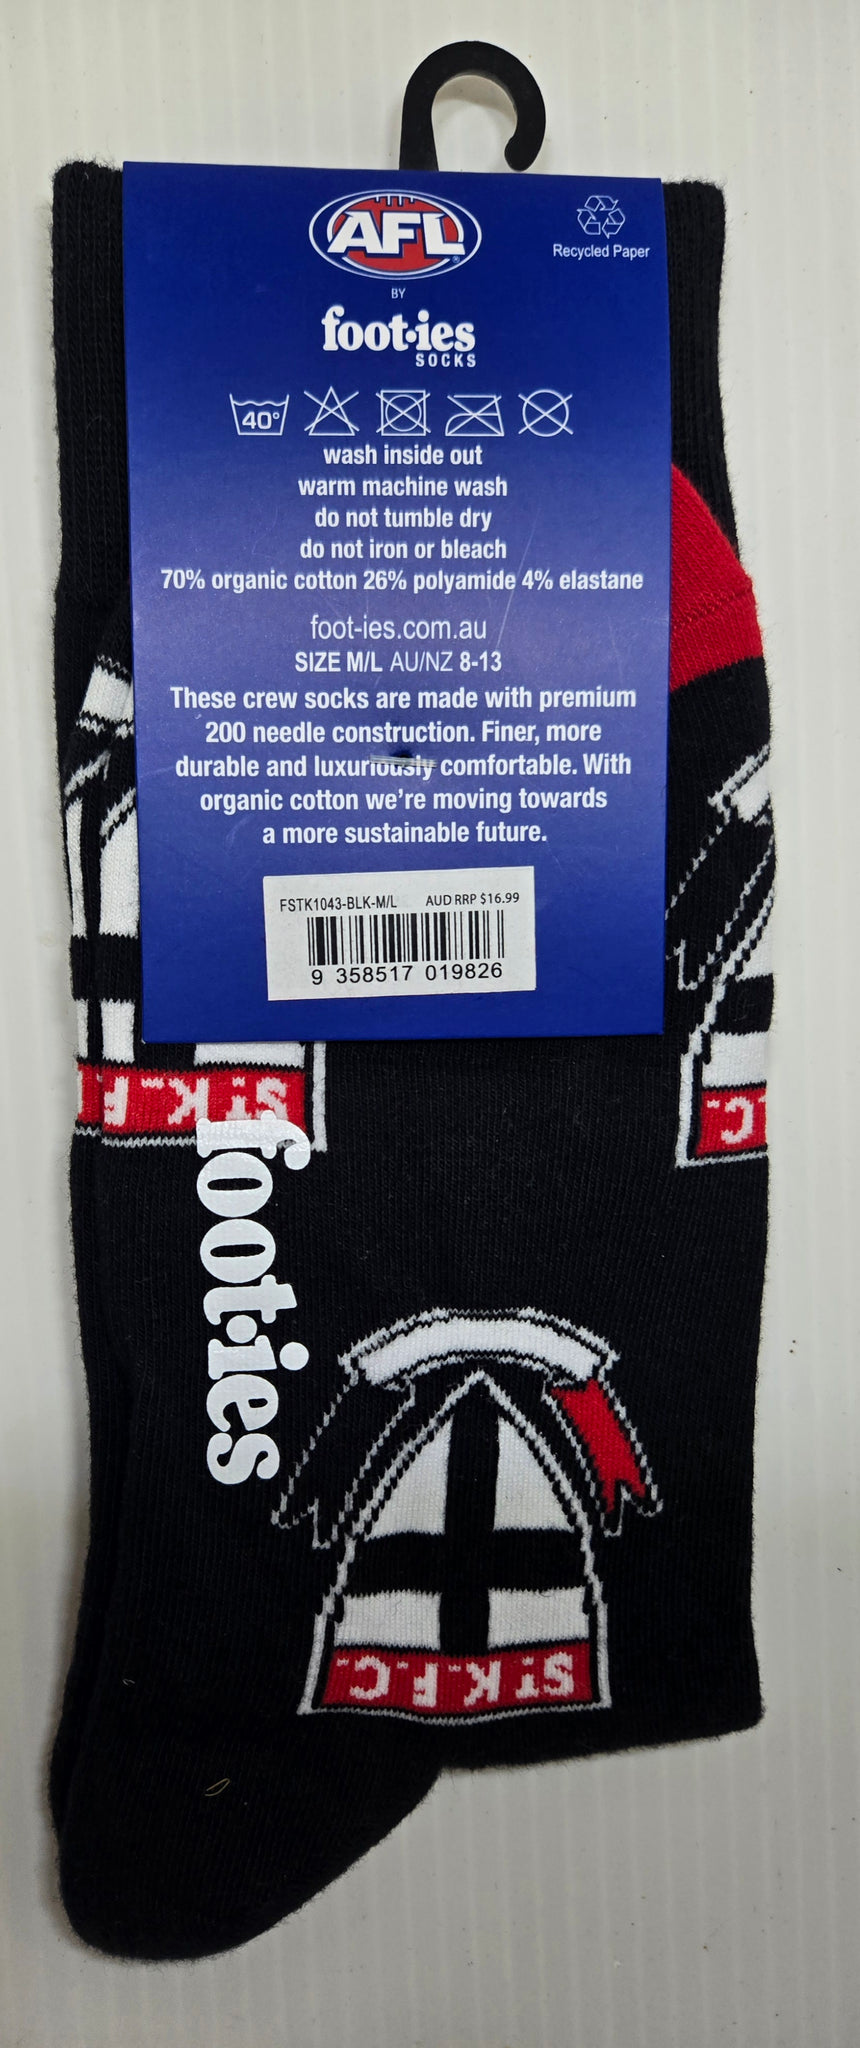 AFL
Recycled Paper
BY
foot·ies
SOCKS
40°
wash inside out
warm machine wash
do not tumble dry
do not iron or bleach
70% organic cotton 26% polyamide 4% elastane
foot-ies.com.au
SIZE M/L AU/NZ 8-13
These crew socks are made with premium
200 needle construction. Finer, more
durable and luxuriously comfortable. With
organic cotton we're moving towards
a more sustainable future.
FSTK1043-BLK-M/L AUD RRP $16.99
9 358517 019826
STK.F
C.
foot·ies
STK.F.C.